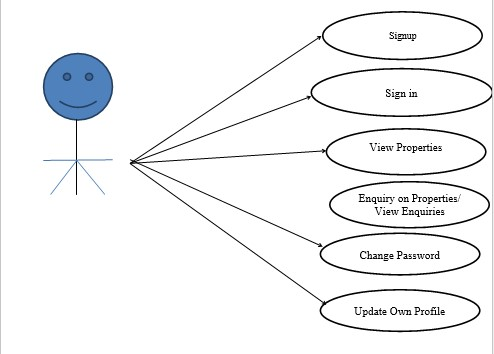 Signup
Sign in
View Properties
Enquiry on Properties/
View Enquiries
Change Password
Update Own Profile